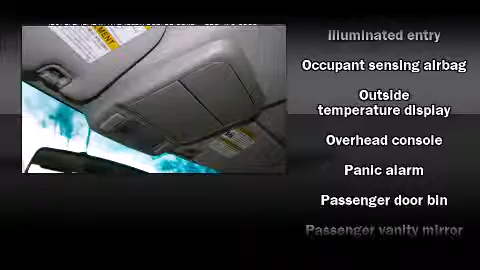 Illuminated entry
Occupant sensing airbag
Outside
temperature display
Overhead console
Panic alarm
Passenger door bin
Passenger vanity mirror